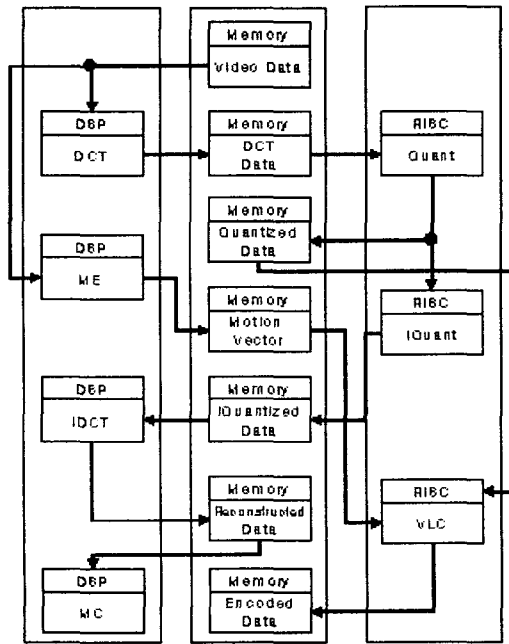 Memory
Video Data
DSP
DCT
Memory
DCT
Data
RISC
Quant
Memory
Quantized
Data
DSP
ME
Memory
Motion
Vector
RISC
IQuant
DSP
IDCT
Memory
IQuantized
Data
Memory
Reconstructed
Data
RISC
VLC
DSP
MC
Memory
Encoded
Data